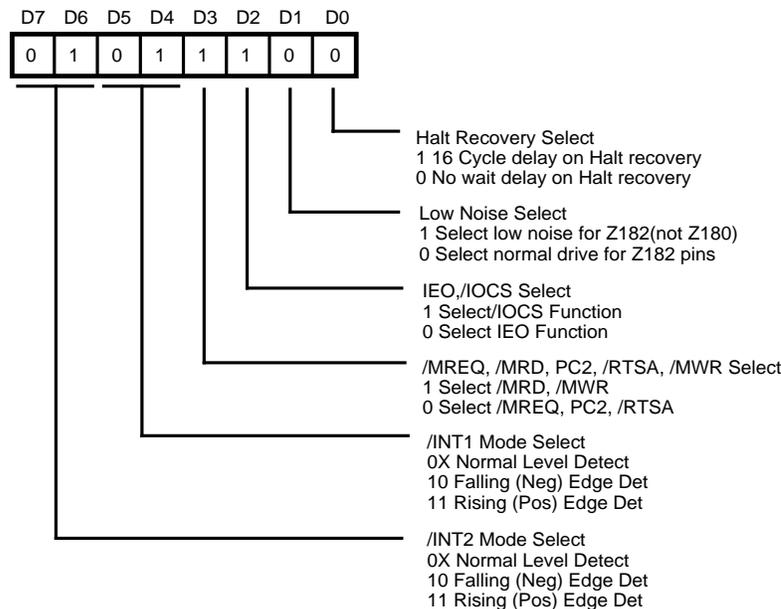 D7 D6 D5 D4 D3 D2 D1 D0
0 1 0 1 1 1 0 0
Halt Recovery Select
1 16 Cycle delay on Halt recovery
0 No wait delay on Halt recovery
Low Noise Select
1 Select low noise for Z182(not Z180)
0 Select normal drive for Z182 pins
IEO,/IOCS Select
1 Select/IOCS Function
0 Select IEO Function
/MREQ, /MRD, PC2, /RTSA, /MWR Select
1 Select /MRD, /MWR
0 Select /MREQ, PC2, /RTSA
/INT1 Mode Select
0X Normal Level Detect
10 Falling (Neg) Edge Det
11 Rising (Pos) Edge Det
/INT2 Mode Select
0X Normal Level Detect
10 Falling (Neg) Edge Det
11 Rising (Pos) Edge Det